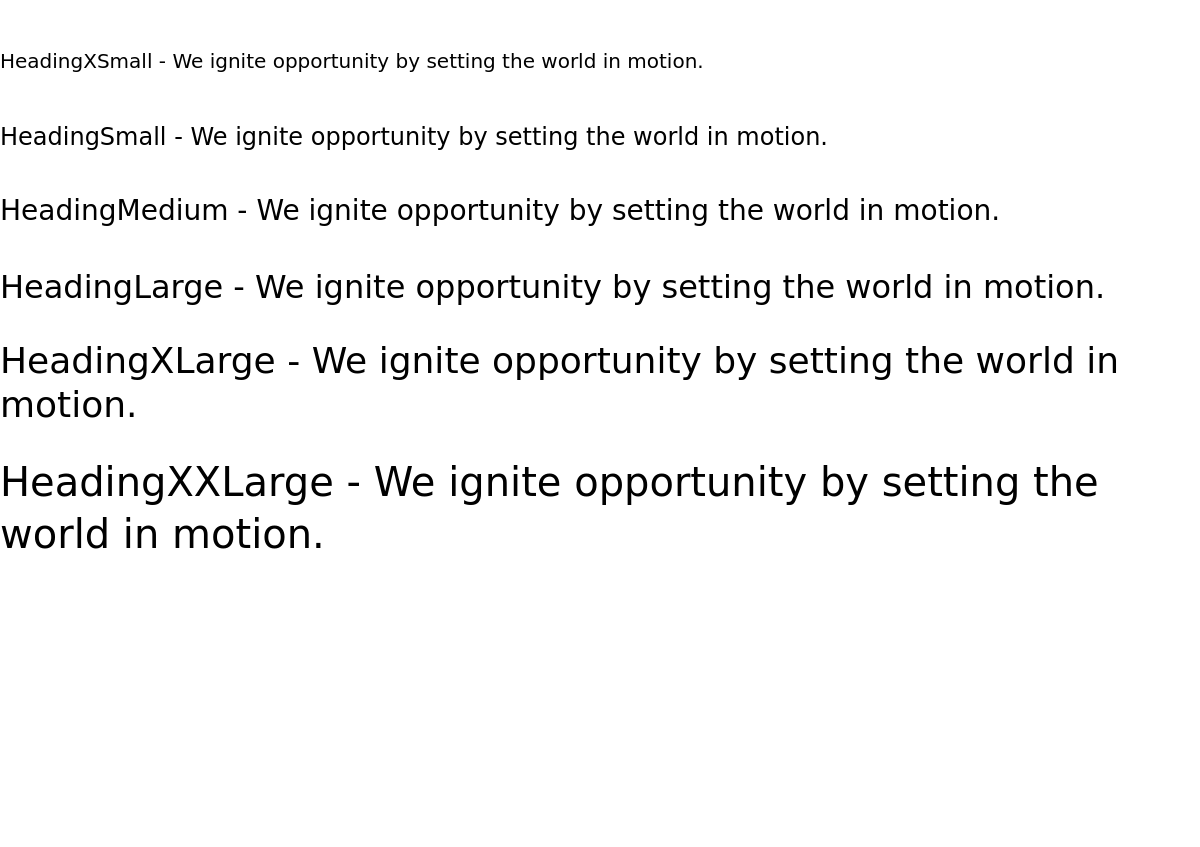 HeadingXSmall - We ignite opportunity by setting the world in motion.
HeadingSmall - We ignite opportunity by setting the world in motion.
HeadingMedium - We ignite opportunity by setting the world in motion.
HeadingLarge - We ignite opportunity by setting the world in motion.
HeadingXLarge - We ignite opportunity by setting the world in
motion.
HeadingXXLarge - We ignite opportunity by setting the
world in motion.